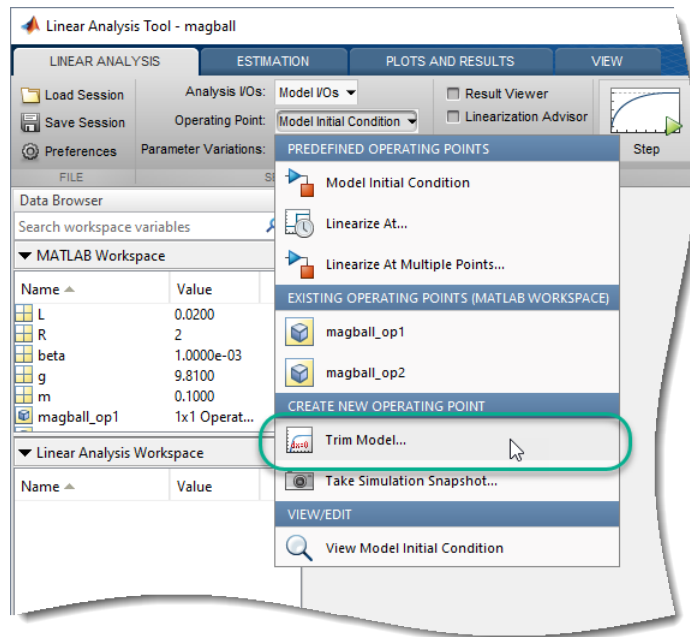 Linear Analysis Tool - magball
LINEAR ANALYSIS ESTIMATION PLOTS AND RESULTS VIEW
Load Session Analysis I/Os: Model I/Os Result Viewer
Save Session Operating Point: Model Initial Condition Linearization Advisor
Preferences Parameter Variations: Step
FILE
PREDEFINED OPERATING POINTS
Model Initial Condition
Linearize At...
Linearize At Multiple Points...
EXISTING OPERATING POINTS (MATLAB WORKSPACE)
magball_op1
magball_op2
CREATE NEW OPERATING POINT
dx=0
Trim Model...
Take Simulation Snapshot...
VIEW/EDIT
View Model Initial Condition
Data Browser
Search workspace variables
MATLAB Workspace
Name Value
L 0.0200
R 2
beta 1.0000e-03
g 9.8100
m 0.1000
magball_op1 1x1 Operat...
Linear Analysis Workspace
Name Value